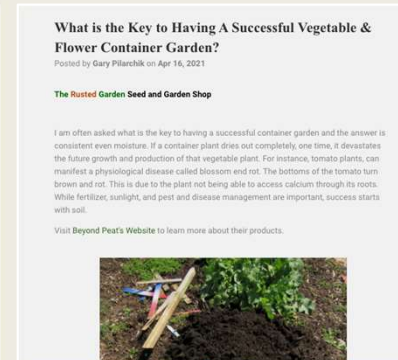 What is the Key to Having A Successful Vegetable &
Flower Container Garden?
Posted by Gary Pilarchik on Apr 16, 2021
The Rusted Garden Seed and Garden Shop
I am often asked what is the key to having a successful container garden and the answer is
consistent even moisture. If a container plant dries out completely, one time, it devastates
the future growth and production of that vegetable plant. For instance, tomato plants, can
manifest a physiological disease called blossom end rot. The bottoms of the tomato turn
brown and rot. This is due to the plant not being able to access calcium through its roots.
While fertilizer, sunlight, and pest and disease management are important, success starts
with soil.
Visit Beyond Peat's Website to learn more about their products.